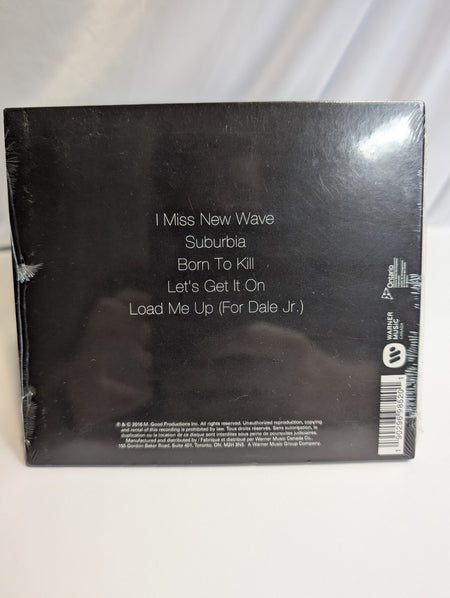 I Miss New Wave
Suburbia
Born To Kill
Let's Get It On
Load Me Up (For Dale Jr.)
Ontario
WARNER
MUSIC
CANADA
℗ & © 2016 M. Good Productions Inc. All rights reserved. Unauthorized reproduction, copying
and rental of this recording is prohibited by law. Tous droits réservés. Sans autorisation, la
duplication ou la location de ce disque sont interdites sous peine de poursuites judiciaires.
Manufactured and distributed by / Fabriqué et distribué par Warner Music Canada Co.,
155 Gordon Baker Road, Suite 401, Toronto, ON, M2H 3N5. A Warner Music Group Company.